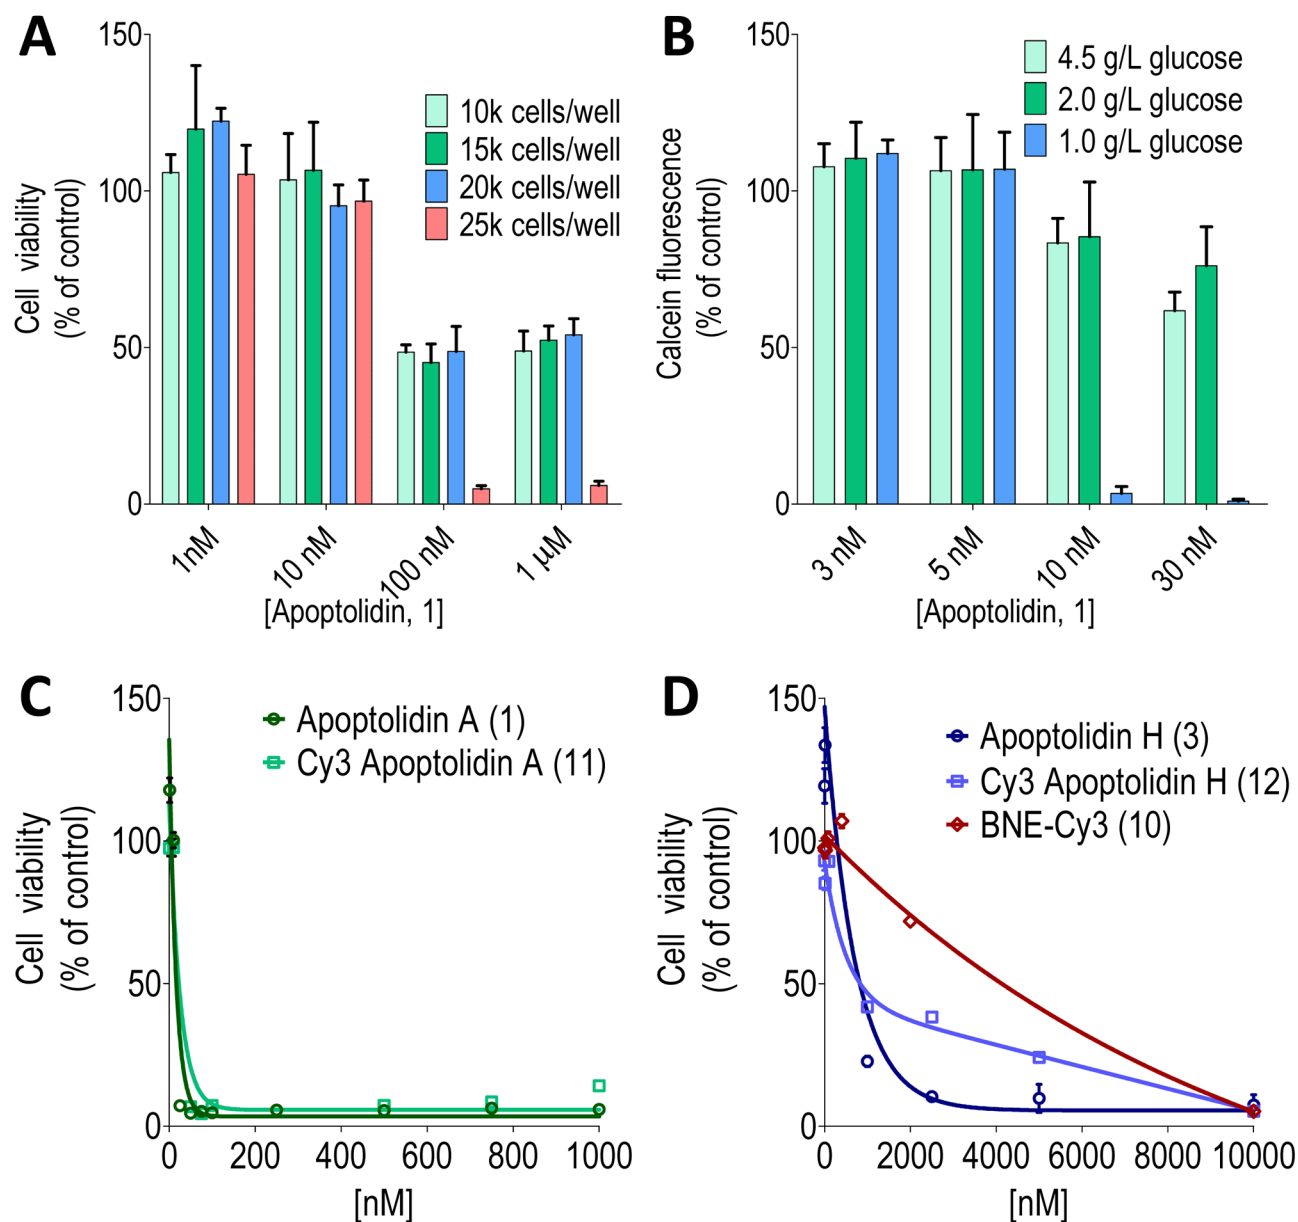 A
150
100
50
0
Cell viability
(% of control)
10k cells/well
15k cells/well
20k cells/well
25k cells/well
1nM
10 nM
100 nM
1 µM
[Apoptolidin, 1]
B
150
100
50
0
Calcein fluorescence
(% of control)
4.5 g/L glucose
2.0 g/L glucose
1.0 g/L glucose
3 nM
5 nM
10 nM
30 nM
[Apoptolidin, 1]
C
150
100
50
0
Cell viability
(% of control)
Apoptolidin A (1)
Cy3 Apoptolidin A (11)
0 200 400 600 800 1000
[nM]
D
150
100
50
0
Cell viability
(% of control)
Apoptolidin H (3)
Cy3 Apoptolidin H (12)
BNE-Cy3 (10)
0 2000 4000 6000 8000 10000
[nM]